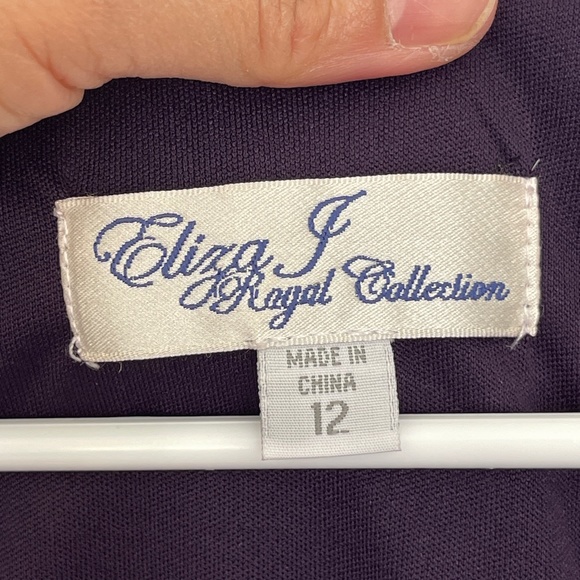 Eliza J
Royal Collection
MADE IN
CHINA
12